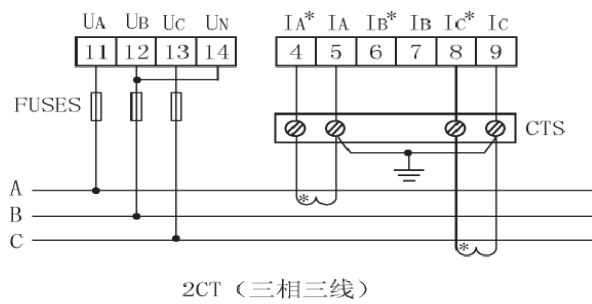 UA UB UC UN IA* IA IB* IB IC* IC
11 12 13 14 4 5 6 7 8 9
FUSES
CTS
A
*
B
C
*
2CT（三相三线）